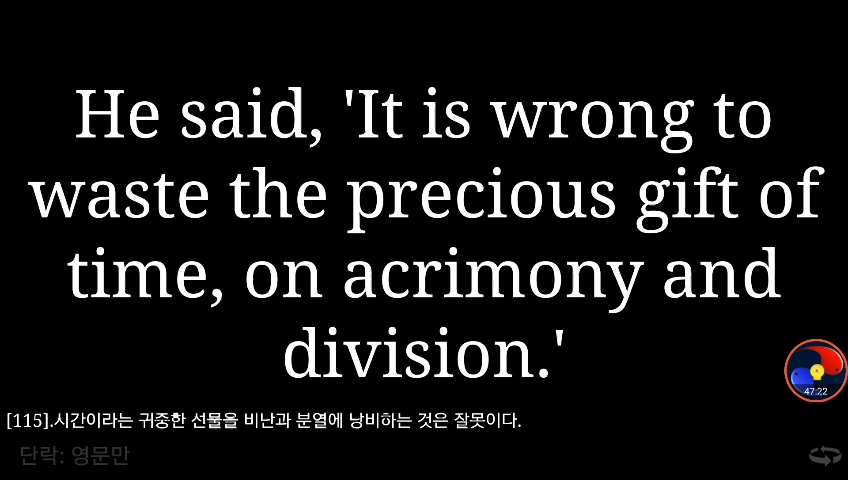 He said, 'It is wrong to
waste the precious gift of
time, on acrimony and
division.'
47:22
[115].시간이라는 귀중한 선물을 비난과 분열에 낭비하는 것은 잘못이다.
단락: 영문만